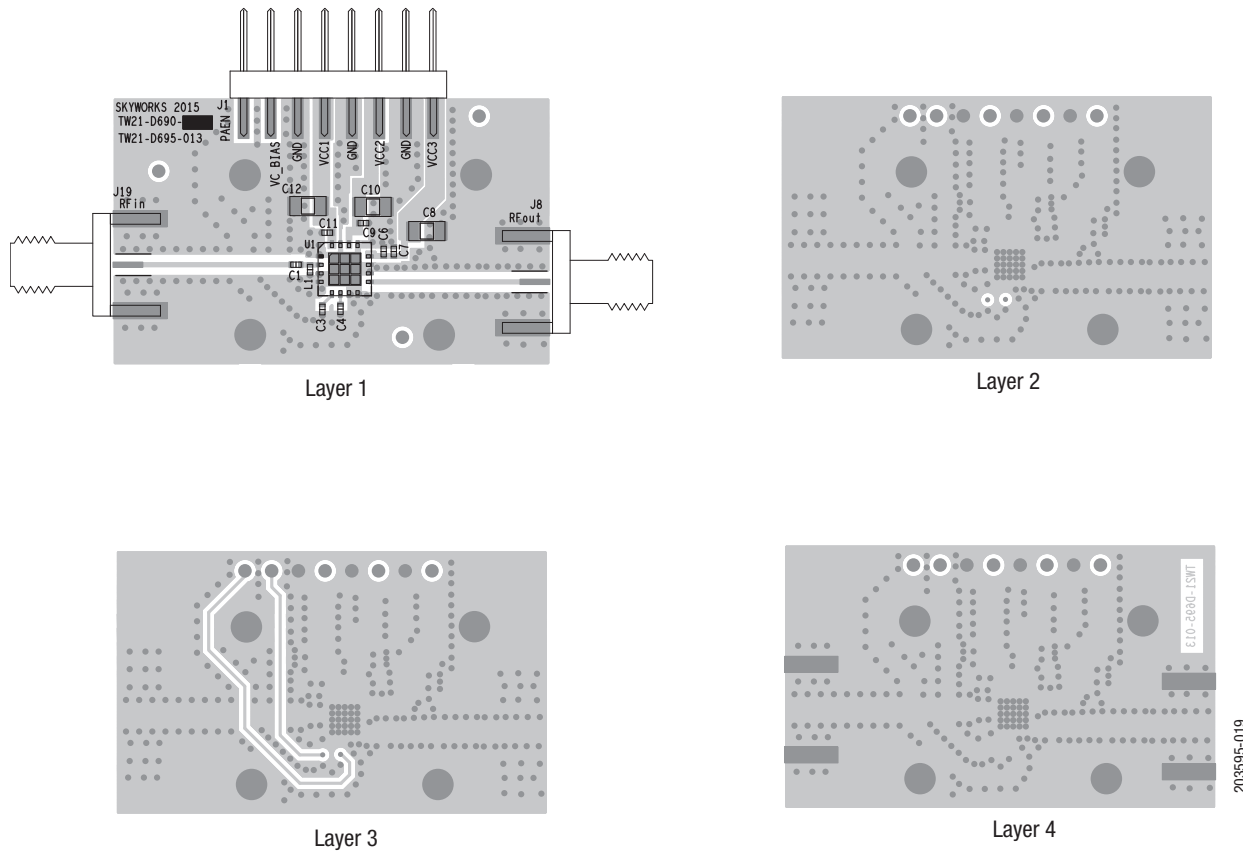 SKYWORKS 2015
TW21-D690-
TW21-D695-013
J1
PAEN
VC_BIAS
GND
VCC1
GND
VCC2
GND
VCC3
J19
RFin
C12
C10
C8
J8
RFout
C11
C9
C6
C7
U1
C1
L1
C3
C4
Layer 1
Layer 2
Layer 3
TW21-D695-013
Layer 4
203595-019